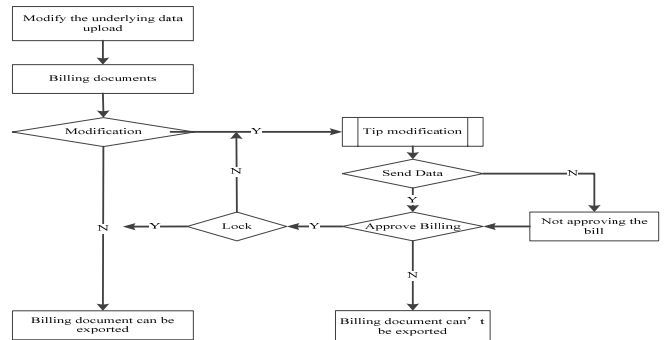 Modify the underlying data
upload
Billing documents
Modification
Y
Tip modification
Send Data
N
N
Y
N
Y
Lock
Y
Approve Billing
Not approving the
bill
N
Billing document can be
exported
Billing document can’ t
be exported